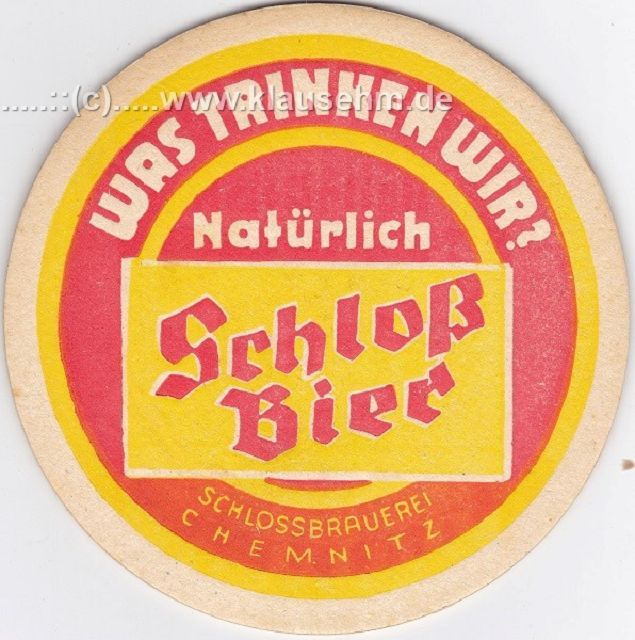 WAS TRINKEN WIR?
......::(c).....www.klausehm.de
Natürlich
Schloß
Bier
SCHLOSSBRAUEREI
CHEMNITZ